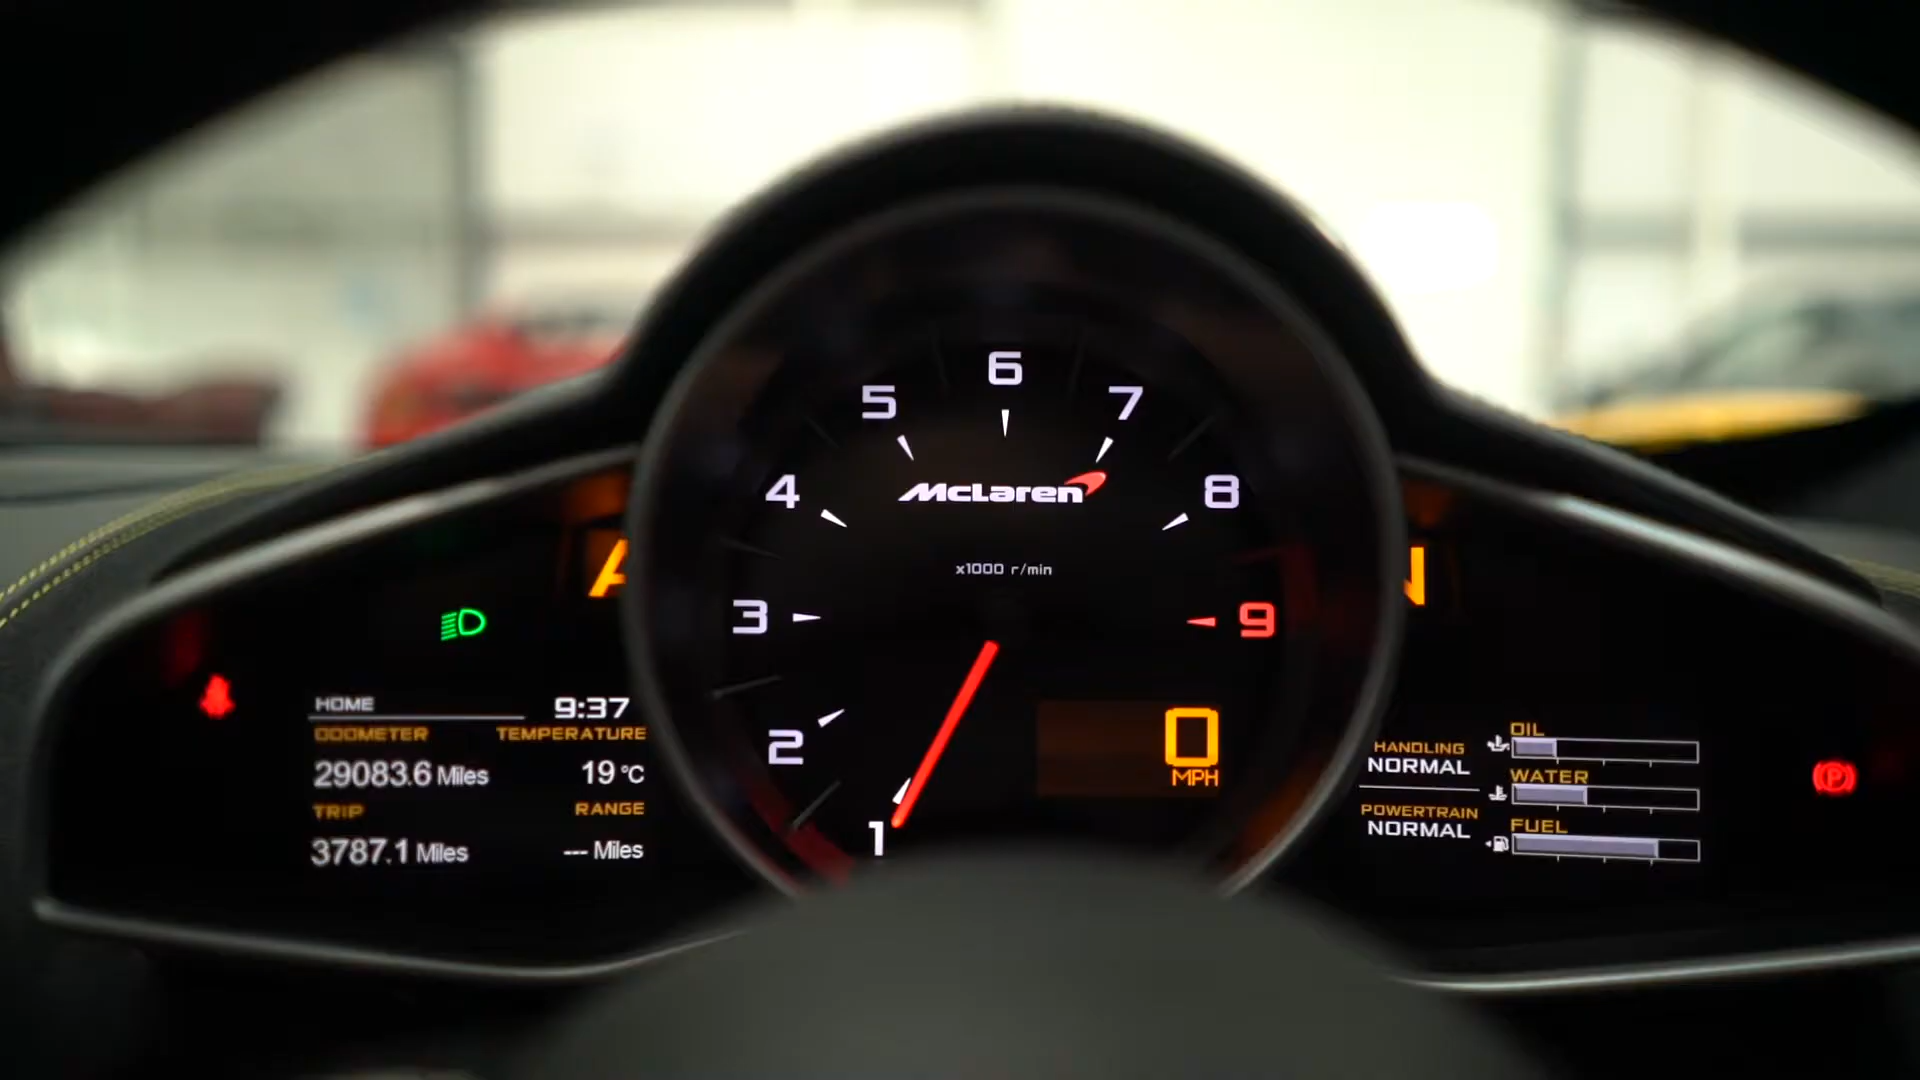 6
5
7
4
8
McLaren
x1000 r/min
3
9
2
1
A
N
HOME 9:37
ODOMETER TEMPERATURE
29083.6 Miles 19 °C
TRIP RANGE
3787.1 Miles --- Miles
0
MPH
HANDLING
NORMAL
POWERTRAIN
NORMAL
OIL
WATER
FUEL
P